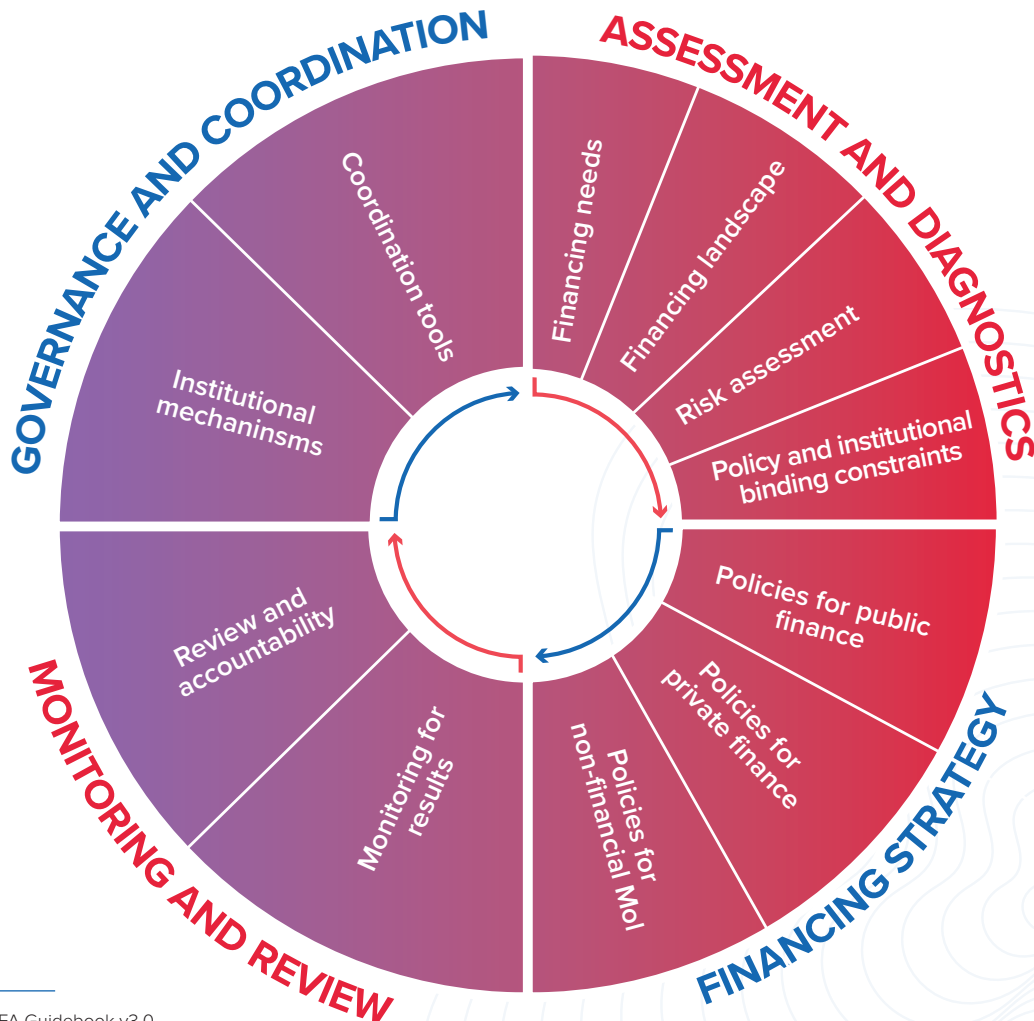 GOVERNANCE AND COORDINATION
ASSESSMENT AND DIAGNOSTICS
Coordination tools
Institutional
mechaninsms
Financing needs
Financing landscape
Risk assessment
Policy and institutional
binding constraints
Policies for public
finance
Policies for
private finance
Policies for
non-financial MoI
Monitoring for
results
Review and
accountability
MONITORING AND REVIEW
FINANCING STRATEGY
FA Guidebook v3.0